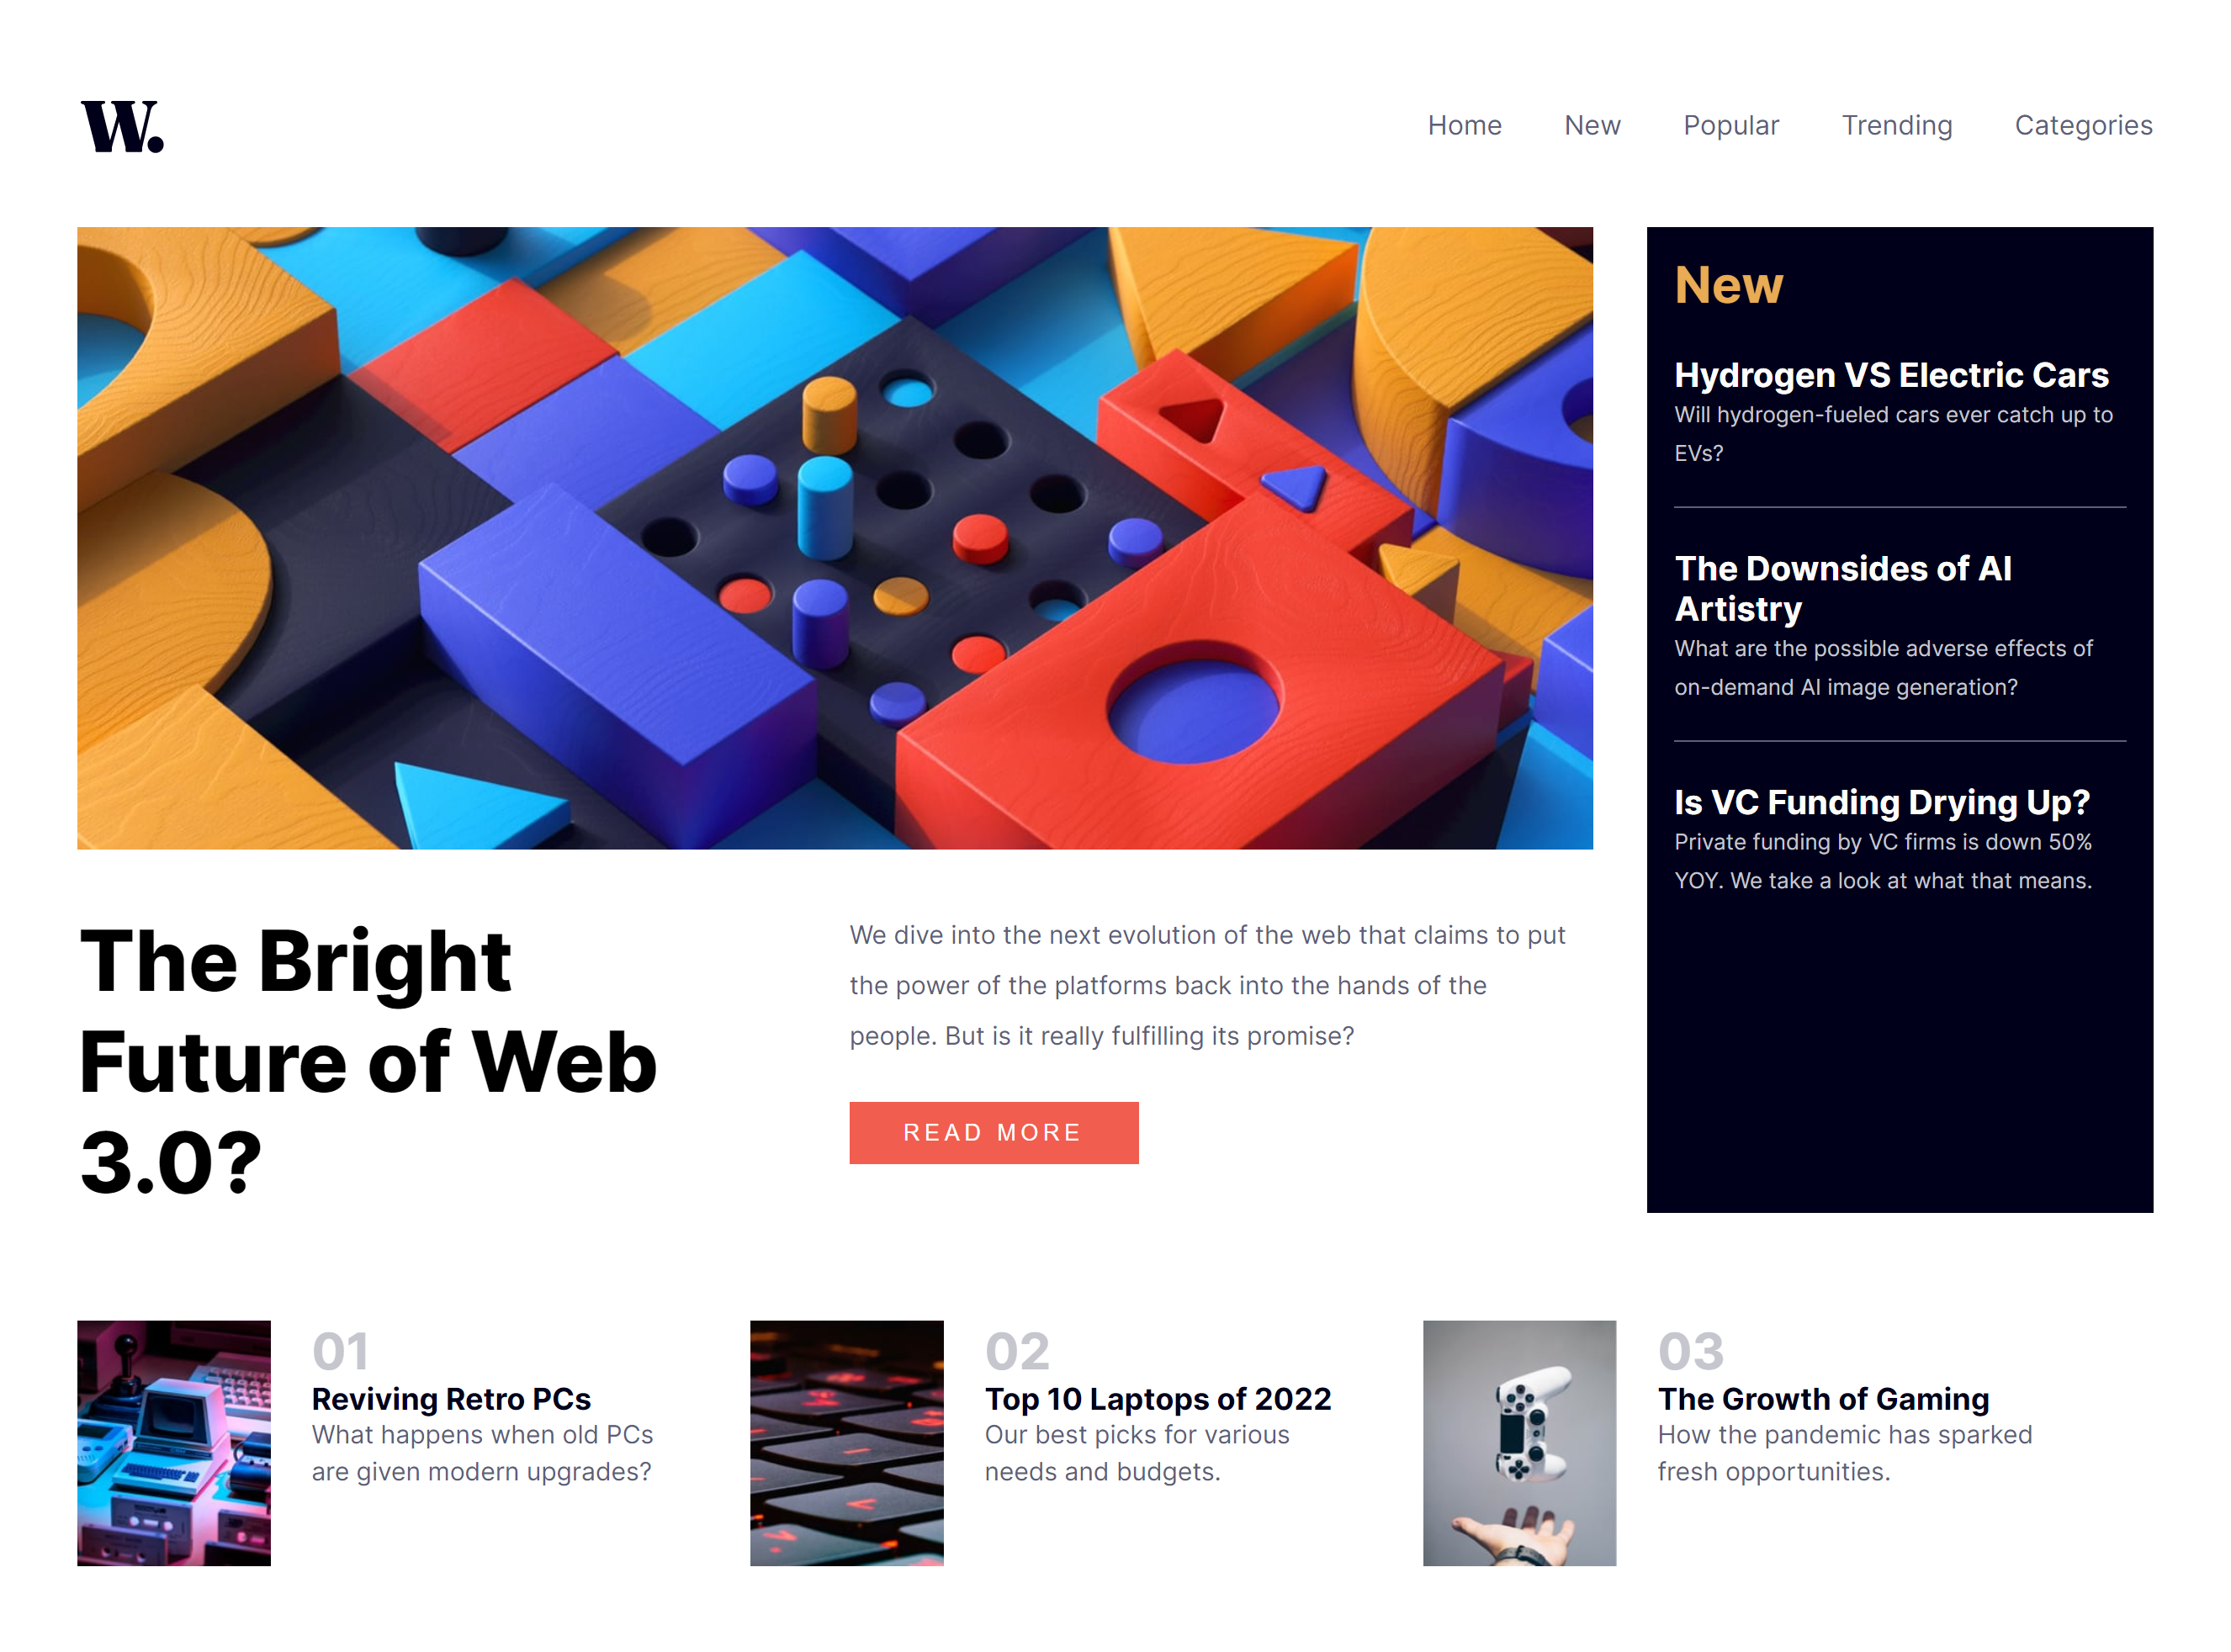 W.
Home New Popular Trending Categories
New
Hydrogen VS Electric Cars
Will hydrogen-fueled cars ever catch up to
EVs?
The Downsides of AI
Artistry
What are the possible adverse effects of
on-demand AI image generation?
Is VC Funding Drying Up?
Private funding by VC firms is down 50%
YOY. We take a look at what that means.
The Bright
Future of Web
3.0?
We dive into the next evolution of the web that claims to put
the power of the platforms back into the hands of the
people. But is it really fulfilling its promise?
READ MORE
01
Reviving Retro PCs
What happens when old PCs
are given modern upgrades?
02
Top 10 Laptops of 2022
Our best picks for various
needs and budgets.
03
The Growth of Gaming
How the pandemic has sparked
fresh opportunities.